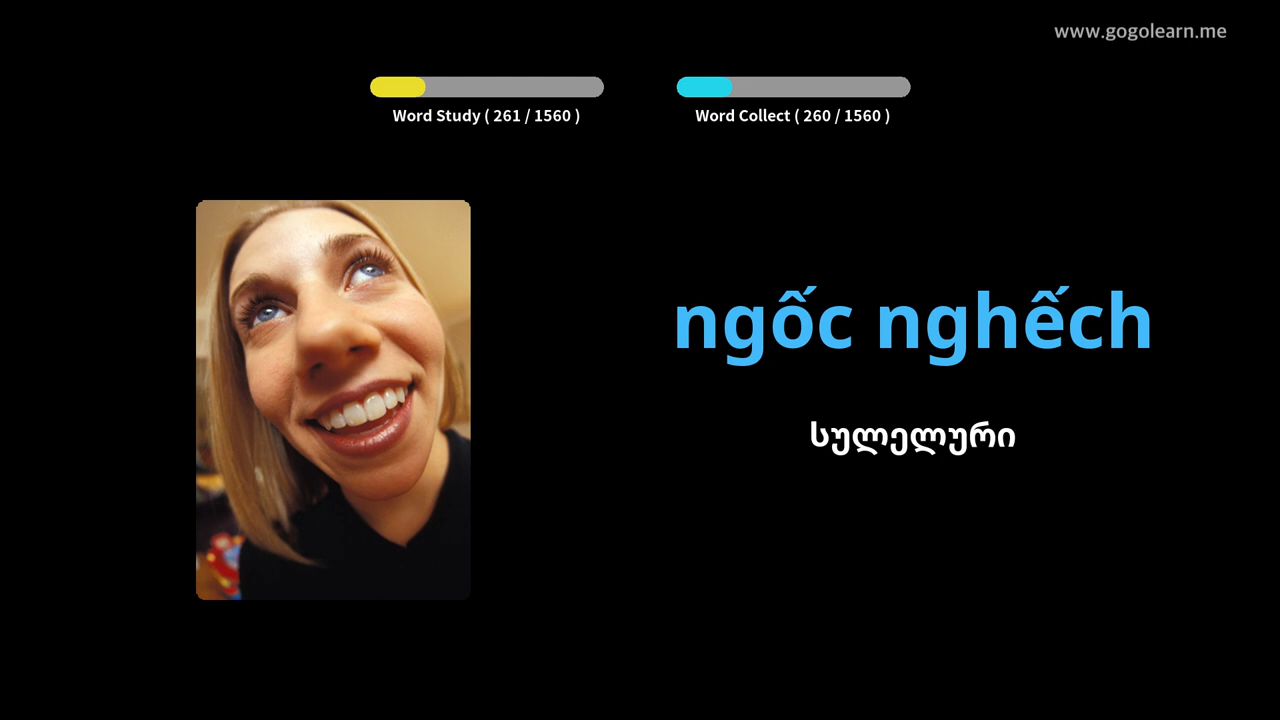 www.gogolearn.me
Word Study ( 261 / 1560 )
Word Collect ( 260 / 1560 )
ngốc nghếch
სულელური